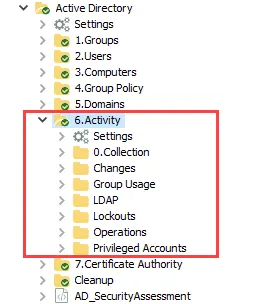 Active Directory
Settings
1.Groups
2.Users
3.Computers
4.Group Policy
5.Domains
6.Activity
Settings
0.Collection
Changes
Group Usage
LDAP
Lockouts
Operations
Privileged Accounts
7.Certificate Authority
Cleanup
AD_SecurityAssessment